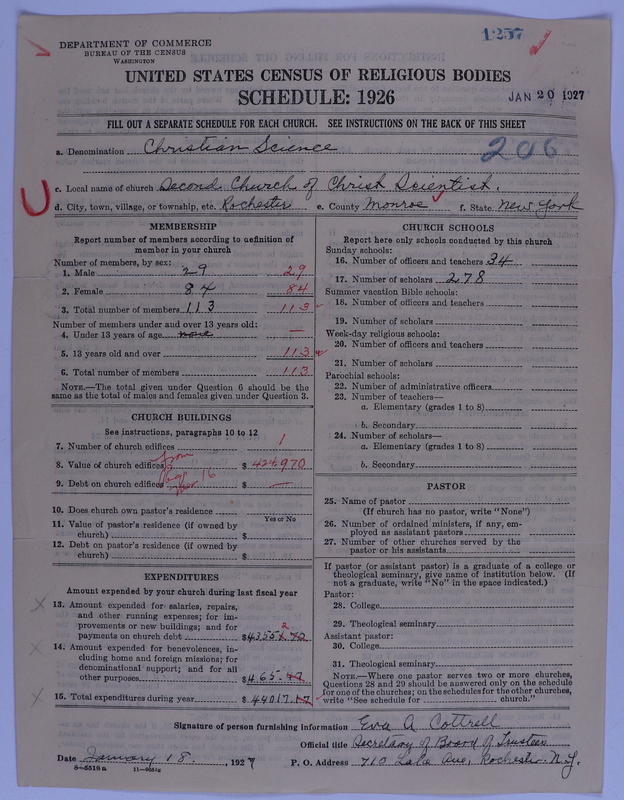 1257
DEPARTMENT OF COMMERCE
BUREAU OF THE CENSUS
WASHINGTON
UNITED STATES CENSUS OF RELIGIOUS BODIES
SCHEDULE: 1926
JAN 20 1927
FILL OUT A SEPARATE SCHEDULE FOR EACH CHURCH. SEE INSTRUCTIONS ON THE BACK OF THIS SHEET
a. Denomination Christian Science 206
c. Local name of church Second Church of Christ Scientist.
d. City, town, village, or township, etc. Rochester e. County Monroe f. State New York
MEMBERSHIP
Report number of members according to definition of
member in your church
Number of members, by sex:
1. Male 29 29
2. Female 84 84
3. Total number of members 113 113
Number of members under and over 13 years old:
4. Under 13 years of age none —
5. 13 years old and over 113
6. Total number of members 113
NOTE.—The total given under Question 6 should be the
same as the total of males and females given under Question 3.
CHURCH BUILDINGS
See instructions, paragraphs 10 to 12
7. Number of church edifices 1
8. Value of church edifices $ 424,970
9. Debt on church edifices $ —
10. Does church own pastor's residence
Yes or No
11. Value of pastor's residence (if owned by
church) $
12. Debt on pastor's residence (if owned by
church) $
EXPENDITURES
Amount expended by your church during last fiscal year
13. Amount expended for salaries, repairs,
and other running expenses; for im-
provements or new buildings; and for
payments on church debt $
14. Amount expended for benevolences, in-
cluding home and foreign missions; for
denominational support; and for all
other purposes $ 465.
15. Total expenditures during year $ 44017.
CHURCH SCHOOLS
Report here only schools conducted by this church
Sunday schools:
16. Number of officers and teachers 34
17. Number of scholars 278
Summer vacation Bible schools:
18. Number of officers and teachers
19. Number of scholars
Week-day religious schools:
20. Number of officers and teachers
21. Number of scholars
Parochial schools:
22. Number of administrative officers
23. Number of teachers—
a. Elementary (grades 1 to 8)
b. Secondary
24. Number of scholars—
a. Elementary (grades 1 to 8)
b. Secondary
PASTOR
25. Name of pastor
(If church has no pastor, write "None")
26. Number of ordained ministers, if any, em-
ployed as assistant pastors
27. Number of other churches served by the
pastor or his assistants
If pastor (or assistant pastor) is a graduate of a college or
theological seminary, give name of institution below. (If
not a graduate, write "No" in the space indicated.)
Pastor:
28. College
29. Theological seminary
Assistant pastor:
30. College
31. Theological seminary
NOTE.—Where one pastor serves two or more churches,
Questions 28 and 29 should be answered only on the schedule
for one of the churches; on the schedules for the other churches,
write "See schedule for church."
Signature of person furnishing information Eva A Cottrell
Official title Secretary of Board of Trustees
Date January 18, 1927 P. O. Address 710 Ave, Rochester N.Y.